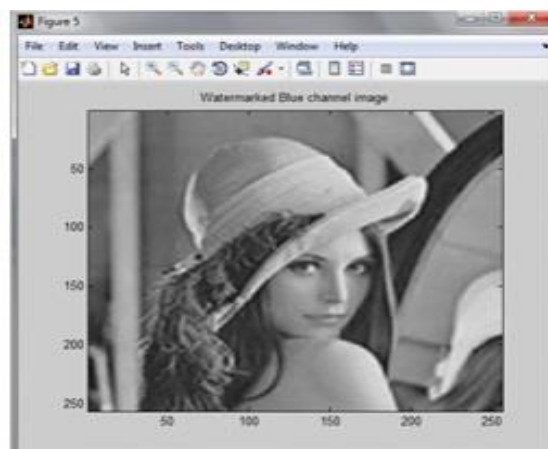 Figure 5
File Edit View Insert Tools Desktop Window Help
Watermarked Blue channel image
50
100
150
200
250
50 100 150 200 250